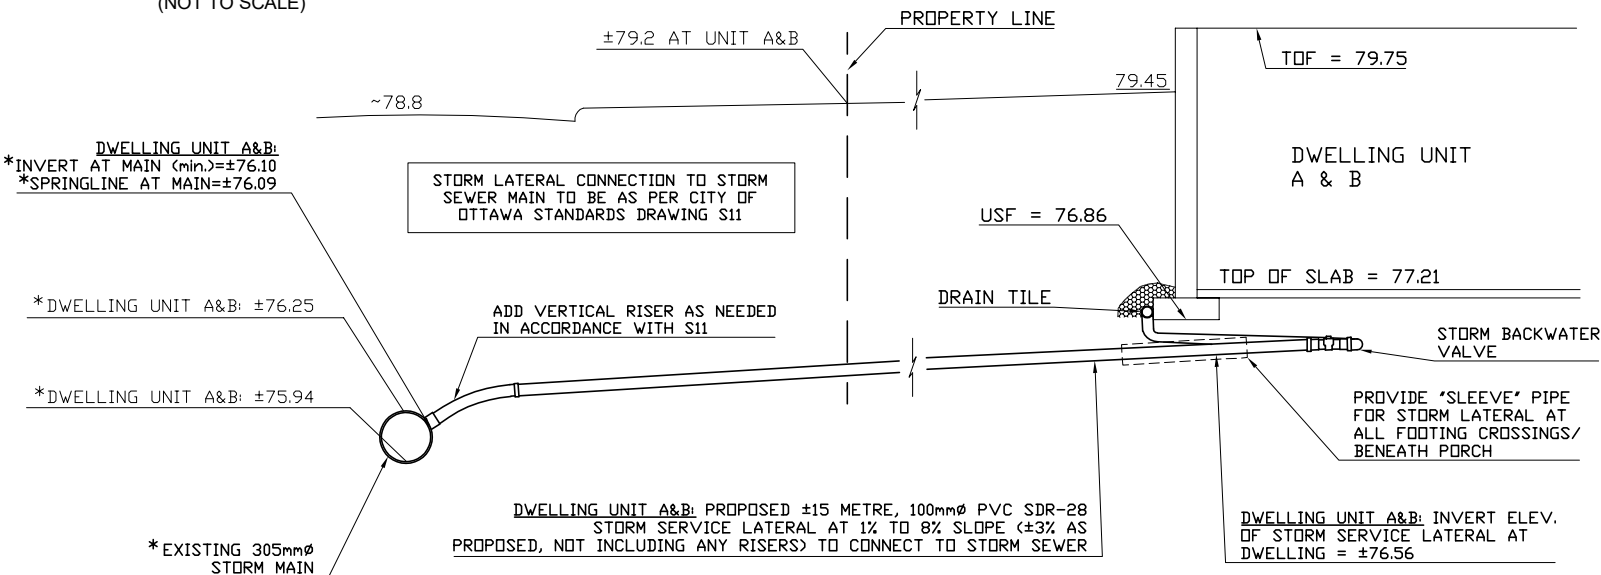 (NOT TO SCALE)
PROPERTY LINE
±79.2 AT UNIT A&B
TOF = 79.75
79.45
~78.8
DWELLING UNIT A&B:
*INVERT AT MAIN (min.)=±76.10
*SPRINGLINE AT MAIN=±76.09
DWELLING UNIT
A & B
STORM LATERAL CONNECTION TO STORM
SEWER MAIN TO BE AS PER CITY OF
OTTAWA STANDARDS DRAWING S11
USF = 76.86
TOP OF SLAB = 77.21
DRAIN TILE
*DWELLING UNIT A&B: ±76.25
ADD VERTICAL RISER AS NEEDED
IN ACCORDANCE WITH S11
STORM BACKWATER
VALVE
*DWELLING UNIT A&B: ±75.94
PROVIDE "SLEEVE" PIPE
FOR STORM LATERAL AT
ALL FOOTING CROSSINGS/
BENEATH PORCH
DWELLING UNIT A&B: PROPOSED ±15 METRE, 100mmø PVC SDR-28
STORM SERVICE LATERAL AT 1% TO 8% SLOPE (±3% AS
PROPOSED, NOT INCLUDING ANY RISERS) TO CONNECT TO STORM SEWER
DWELLING UNIT A&B: INVERT ELEV.
OF STORM SERVICE LATERAL AT
DWELLING = ±76.56
*EXISTING 305mmø
STORM MAIN